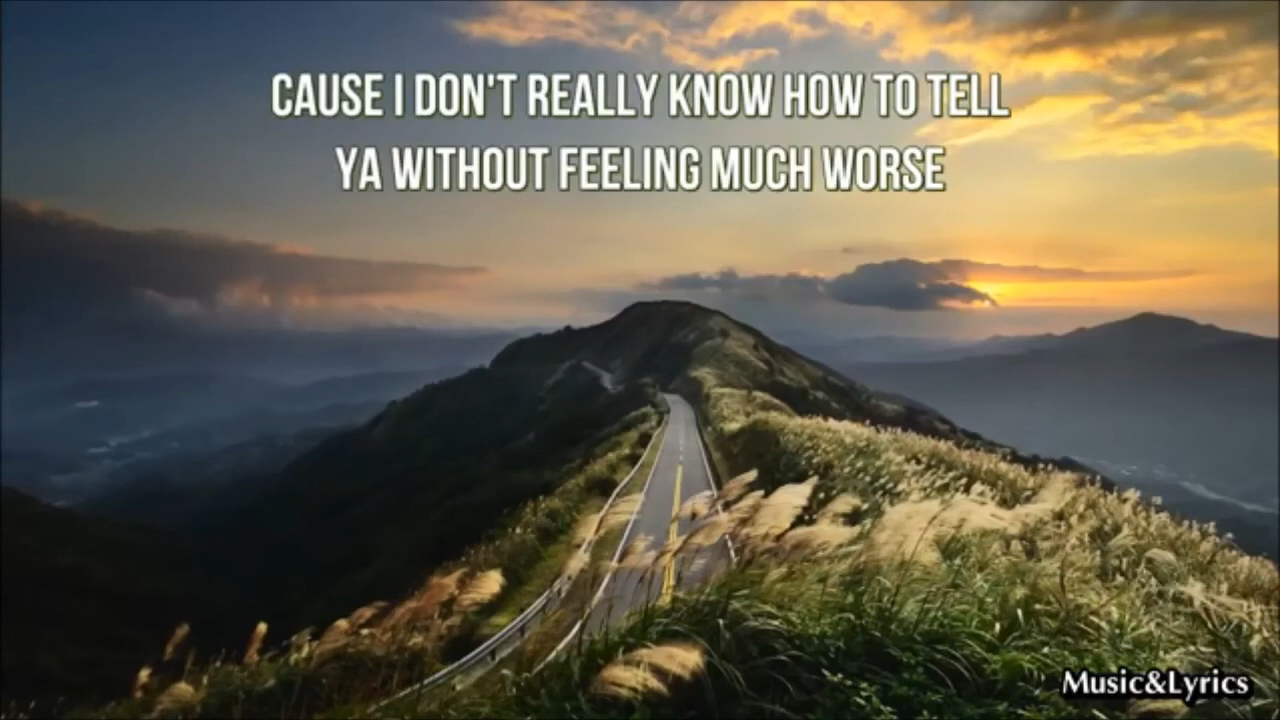 CAUSE I DON'T REALLY KNOW HOW TO TELL
YA WITHOUT FEELING MUCH WORSE
Music&Lyrics